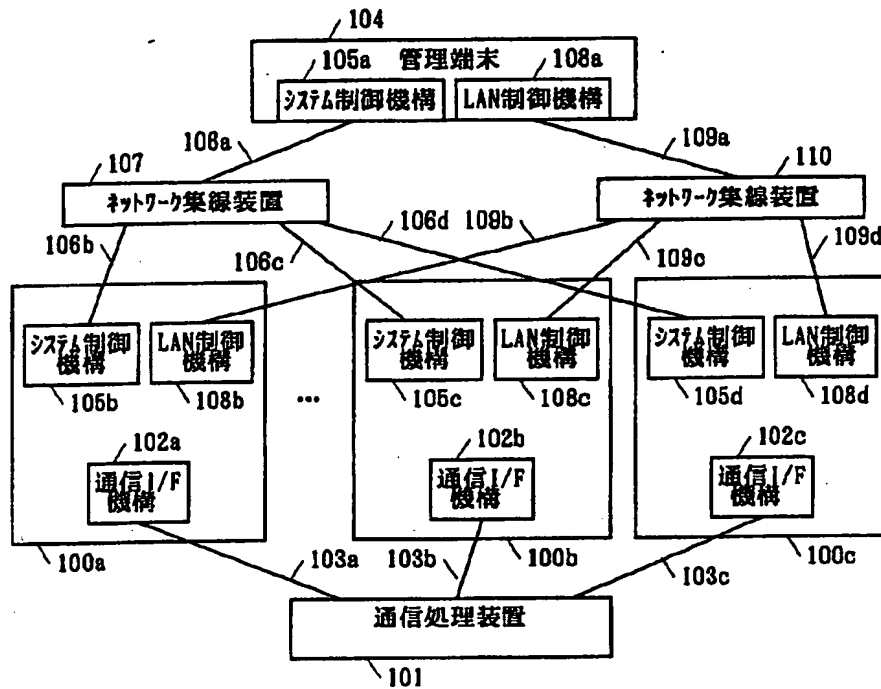 104
105a 管理端末 108a
システム制御機構 LAN制御機構
106a 109a
107 110
ネットワーク集線装置 ネットワーク集線装置
106b 106c 106d 109b 109c 109d
システム制御機構 LAN制御機構 システム制御機構 LAN制御機構 システム制御機構 LAN制御機構
105b 108b … 105c 108c 105d 108d
102a 102b 102c
通信I/F機構 通信I/F機構 通信I/F機構
100a 103a 103b 100b 103c 100c
通信処理装置
101